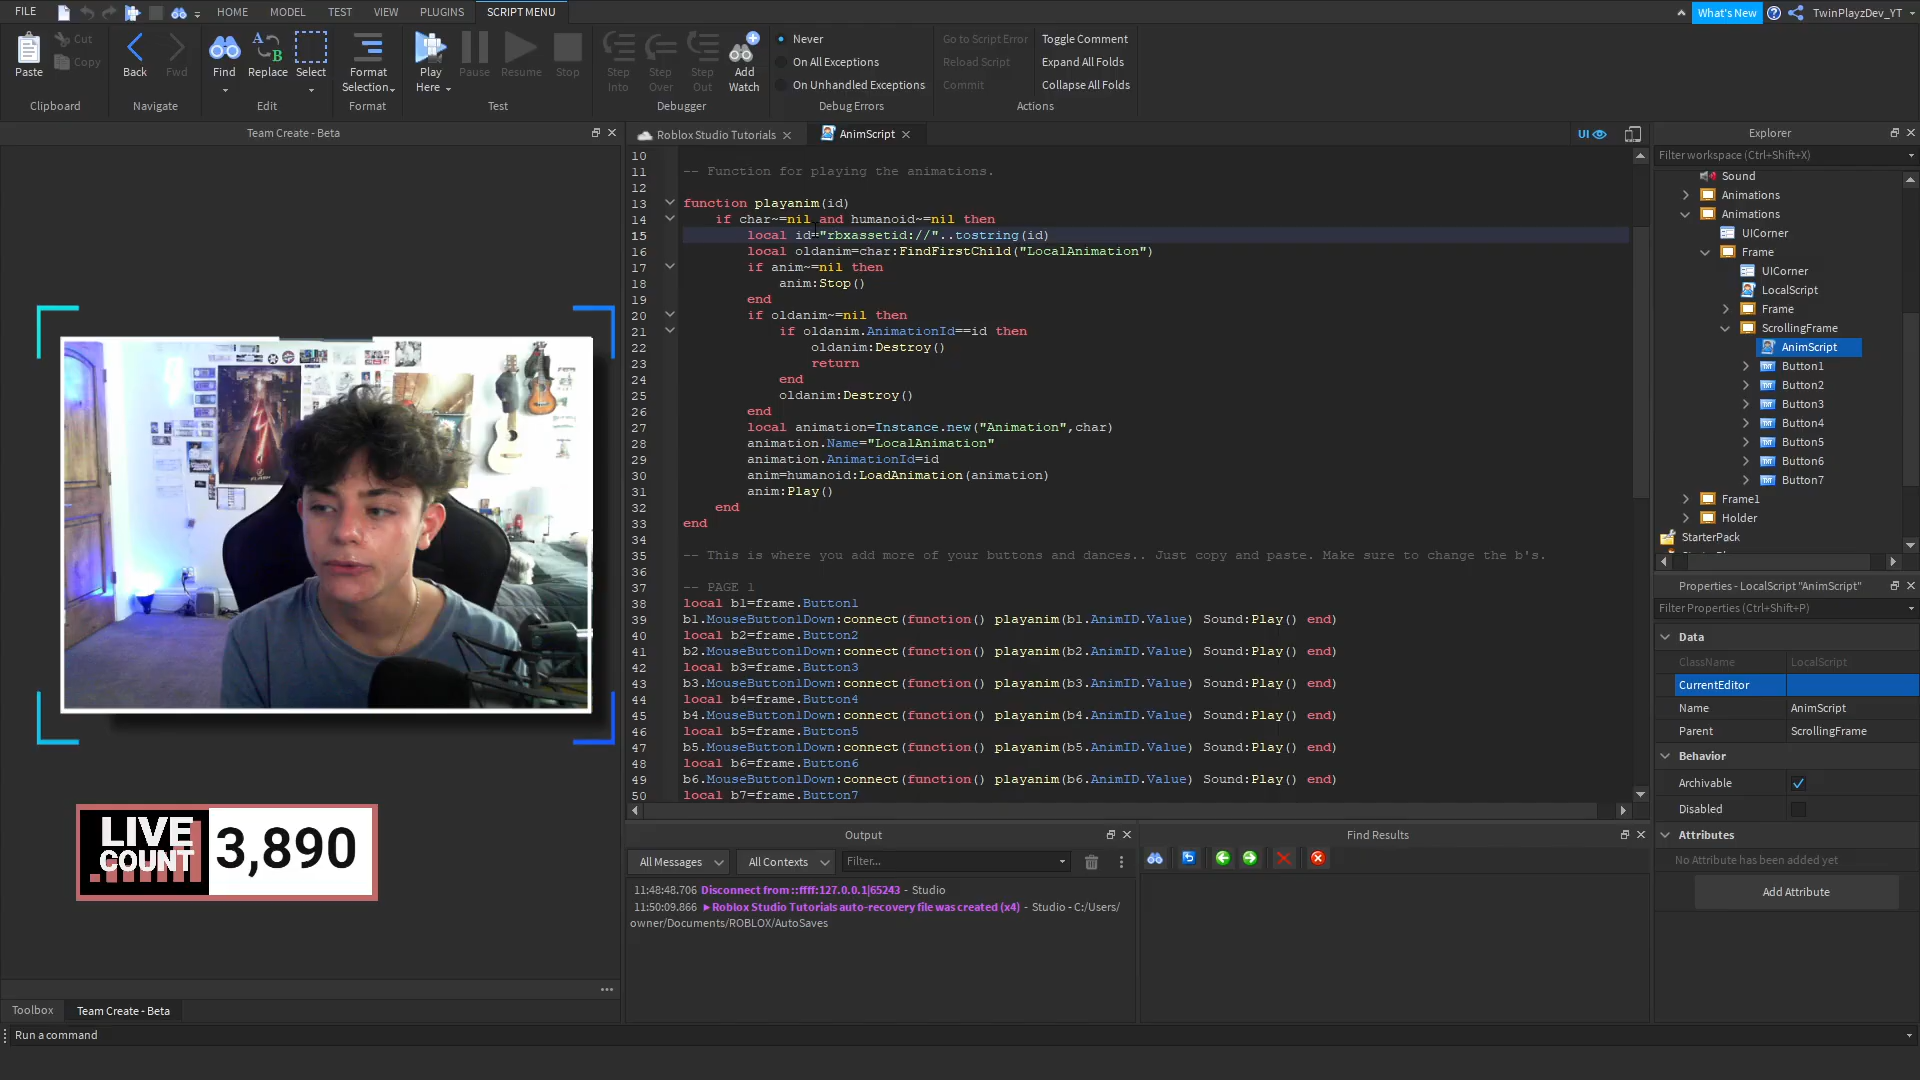 FILE HOME MODEL TEST VIEW PLUGINS SCRIPT MENU What's New TwinPlayzDev_YT
Paste Cut Copy Clipboard
Back Fwd Navigate
Find Replace Select Edit
Format Selection Format
Play Here Pause Resume Stop Test
Step Into Step Over Step Out Add Watch Debugger
Never
On All Exceptions
On Unhandled Exceptions
Debug Errors
Go to Script Error Toggle Comment
Reload Script Expand All Folds
Commit Collapse All Folds
Actions
Team Create - Beta
LIVE COUNT 3,890
Toolbox Team Create - Beta
Run a command
Roblox Studio Tutorials AnimScript UI
10
11 -- Function for playing the animations.
12
13 function playanim(id)
14 if char~=nil and humanoid~=nil then
15 local id="rbxassetid://"..tostring(id)
16 local oldanim=char:FindFirstChild("LocalAnimation")
17 if anim~=nil then
18 anim:Stop()
19 end
20 if oldanim~=nil then
21 if oldanim.AnimationId==id then
22 oldanim:Destroy()
23 return
24 end
25 oldanim:Destroy()
26 end
27 local animation=Instance.new("Animation",char)
28 animation.Name="LocalAnimation"
29 animation.AnimationId=id
30 anim=humanoid:LoadAnimation(animation)
31 anim:Play()
32 end
33 end
34
35 -- This is where you add more of your buttons and dances.. Just copy and paste. Make sure to change the b's.
36
37 -- PAGE 1
38 local b1=frame.Button1
39 b1.MouseButton1Down:connect(function() playanim(b1.AnimID.Value) Sound:Play() end)
40 local b2=frame.Button2
41 b2.MouseButton1Down:connect(function() playanim(b2.AnimID.Value) Sound:Play() end)
42 local b3=frame.Button3
43 b3.MouseButton1Down:connect(function() playanim(b3.AnimID.Value) Sound:Play() end)
44 local b4=frame.Button4
45 b4.MouseButton1Down:connect(function() playanim(b4.AnimID.Value) Sound:Play() end)
46 local b5=frame.Button5
47 b5.MouseButton1Down:connect(function() playanim(b5.AnimID.Value) Sound:Play() end)
48 local b6=frame.Button6
49 b6.MouseButton1Down:connect(function() playanim(b6.AnimID.Value) Sound:Play() end)
50 local b7=frame.Button7
Output
All Messages All Contexts Filter...
11:48:48.706 Disconnect from ::ffff:127.0.0.1|65243 - Studio
11:50:09.866 Roblox Studio Tutorials auto-recovery file was created (x4) - Studio - C:/Users/
owner/Documents/ROBLOX/AutoSaves
Find Results
Explorer
Filter workspace (Ctrl+Shift+X)
Sound
Animations
Animations
UICorner
Frame
UICorner
LocalScript
Frame
ScrollingFrame
AnimScript
Button1
Button2
Button3
Button4
Button5
Button6
Button7
Frame1
Holder
StarterPack
Properties - LocalScript "AnimScript"
Filter Properties (Ctrl+Shift+P)
Data
ClassName LocalScript
CurrentEditor
Name AnimScript
Parent ScrollingFrame
Behavior
Archivable
Disabled
Attributes
No Attribute has been added yet
Add Attribute